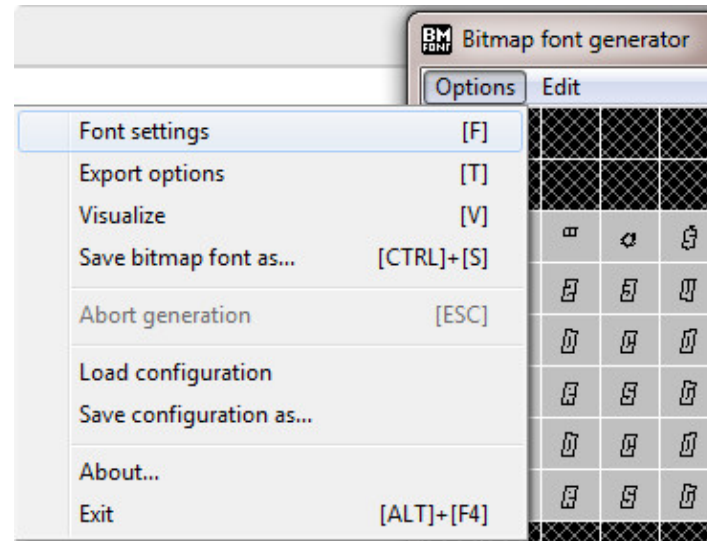 BM FONT Bitmap font generator
Options Edit
Font settings [F]
Export options [T]
Visualize [V]
Save bitmap font as... [CTRL]+[S]
Abort generation [ESC]
Load configuration
Save configuration as...
About...
Exit [ALT]+[F4]